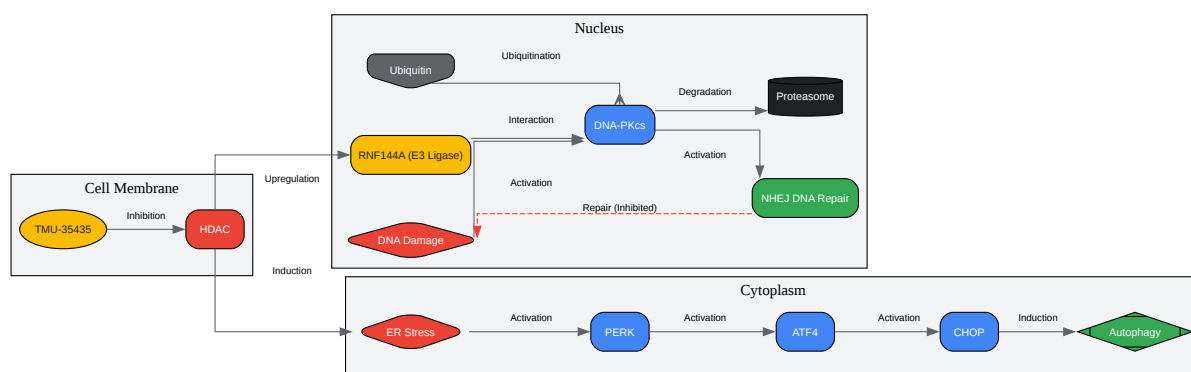 Nucleus
Ubiquitination
Ubiquitin
Degradation
Proteasome
Interaction
DNA-PKcs
RNF144A (E3 Ligase)
Activation
Upregulation
Activation
NHEJ DNA Repair
Cell Membrane
Repair (Inhibited)
Inhibition
TMU-35435
HDAC
DNA Damage
Induction
Cytoplasm
ER Stress
Activation
PERK
Activation
ATF4
Activation
CHOP
Induction
Autophagy